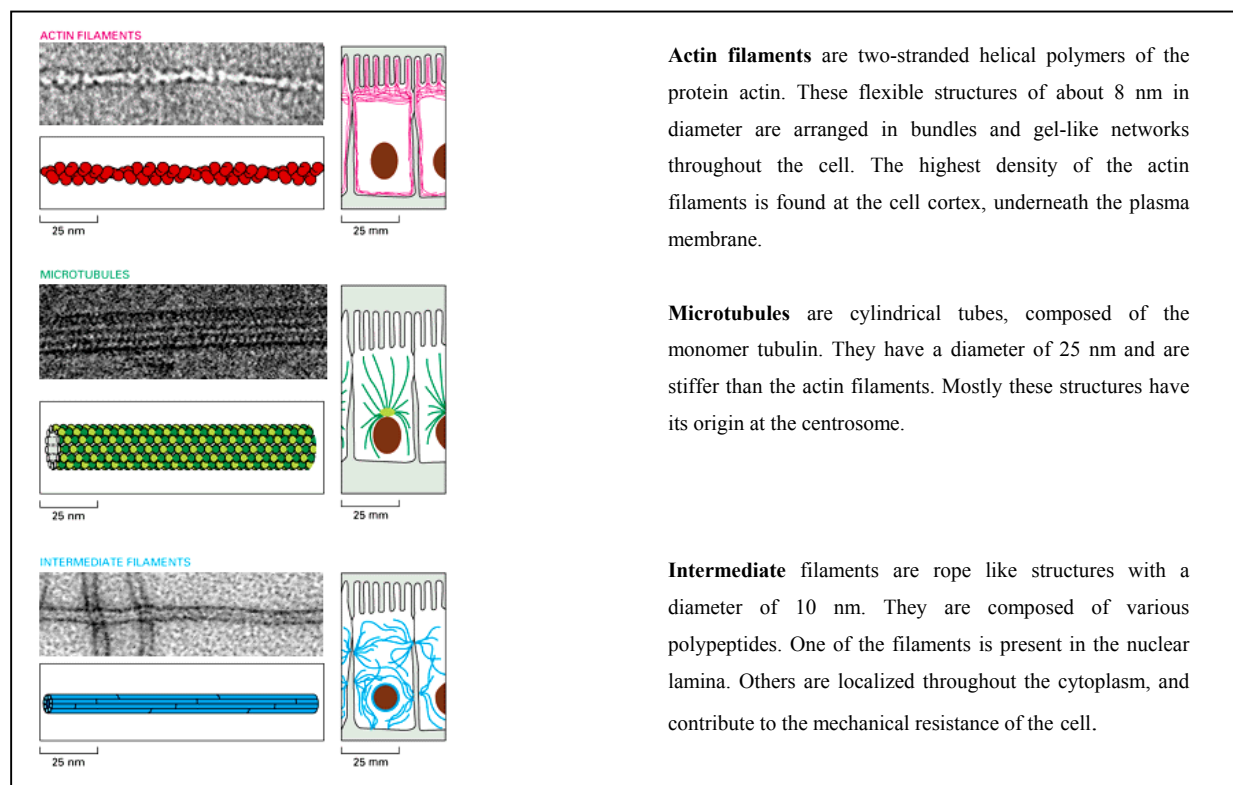 ACTIN FILAMENTS
25 nm
25 mm
Actin filaments are two-stranded helical polymers of the
protein actin. These flexible structures of about 8 nm in
diameter are arranged in bundles and gel-like networks
throughout the cell. The highest density of the actin
filaments is found at the cell cortex, underneath the plasma
membrane.
MICROTUBULES
25 nm
25 mm
Microtubules are cylindrical tubes, composed of the
monomer tubulin. They have a diameter of 25 nm and are
stiffer than the actin filaments. Mostly these structures have
its origin at the centrosome.
INTERMEDIATE FILAMENTS
25 nm
25 mm
Intermediate filaments are rope like structures with a
diameter of 10 nm. They are composed of various
polypeptides. One of the filaments is present in the nuclear
lamina. Others are localized throughout the cytoplasm, and
contribute to the mechanical resistance of the cell.